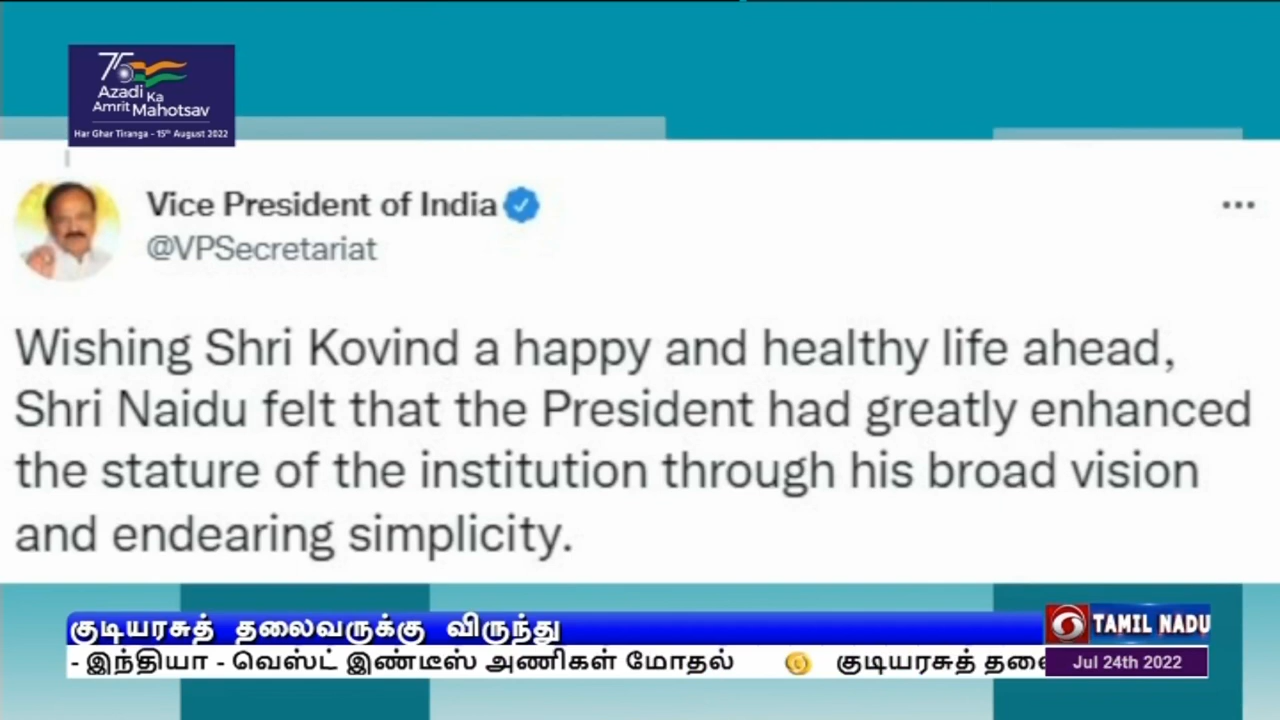 75
Azadi Ka
Amrit Mahotsav
Har Ghar Tiranga - 15th August 2022
Vice President of India
@VPSecretariat
Wishing Shri Kovind a happy and healthy life ahead,
Shri Naidu felt that the President had greatly enhanced
the stature of the institution through his broad vision
and endearing simplicity.
குடியரசுத் தலைவருக்கு விருந்து
TAMIL NADU
- இந்தியா - வெஸ்ட் இண்டீஸ் அணிகள் மோதல் குடியரசுத் தலை
Jul 24th 2022